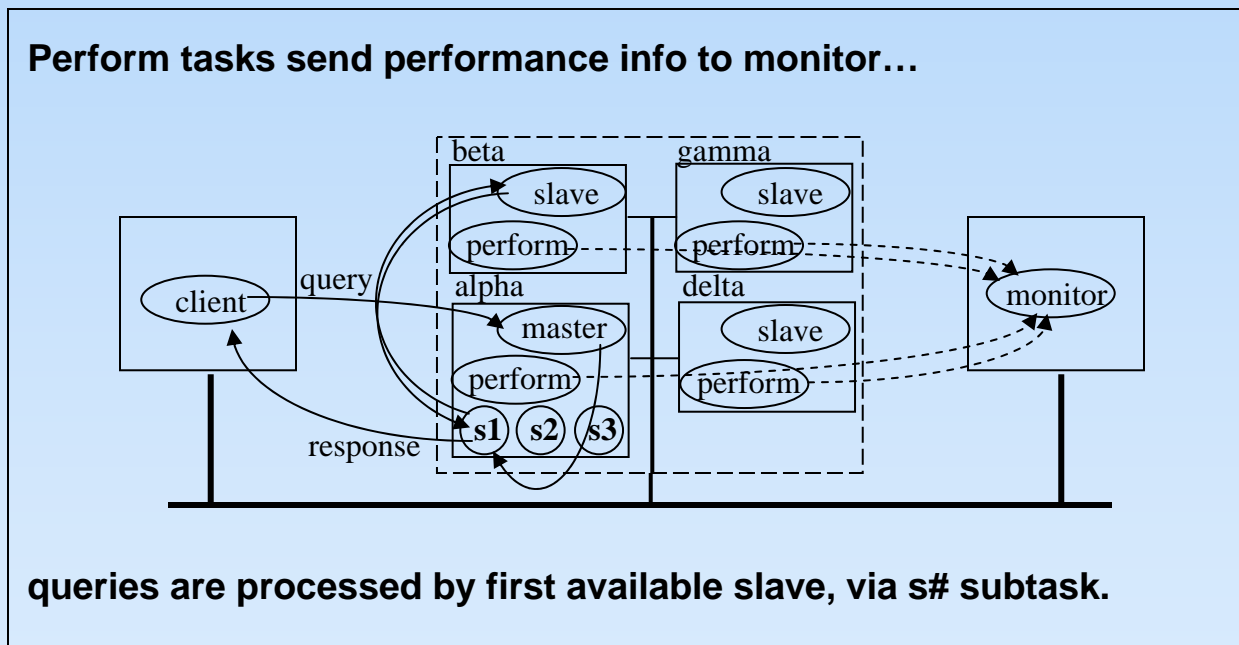 Perform tasks send performance info to monitor…
beta
gamma
slave
slave
perform
perform
query
client
alpha
delta
monitor
master
slave
perform
perform
s1 s2 s3
response
queries are processed by first available slave, via s# subtask.